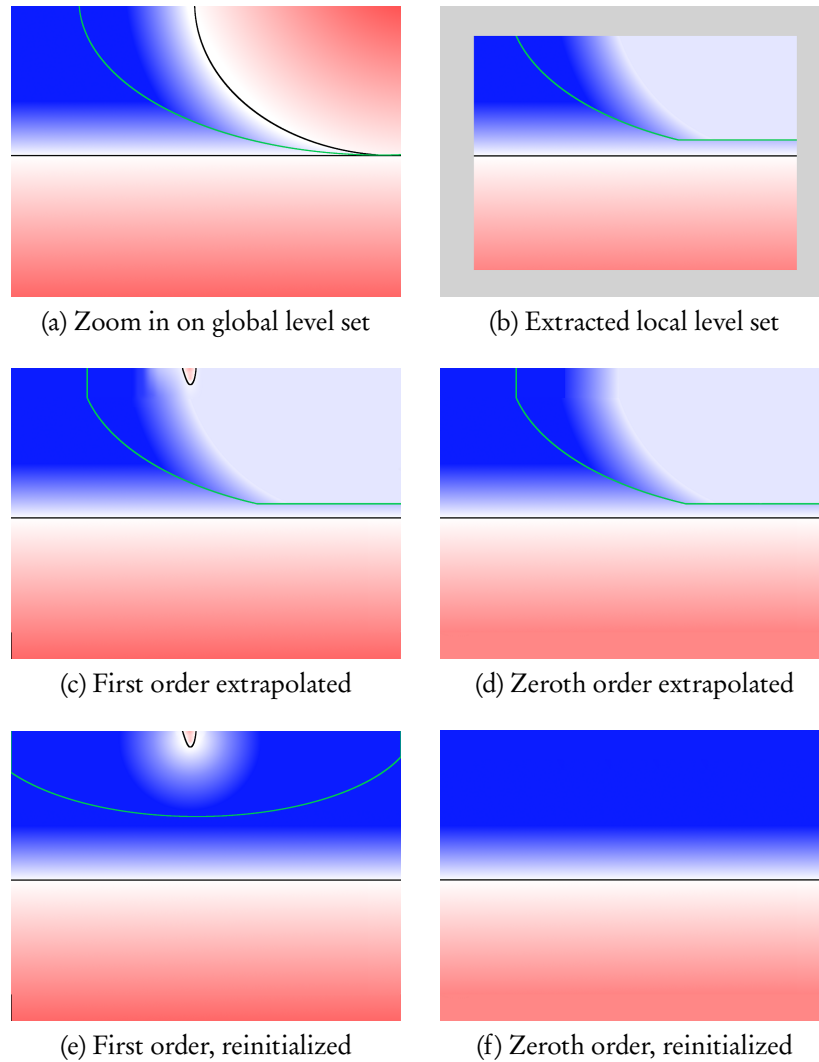 (a) Zoom in on global level set
(b) Extracted local level set
(c) First order extrapolated
(d) Zeroth order extrapolated
(e) First order, reinitialized
(f) Zeroth order, reinitialized